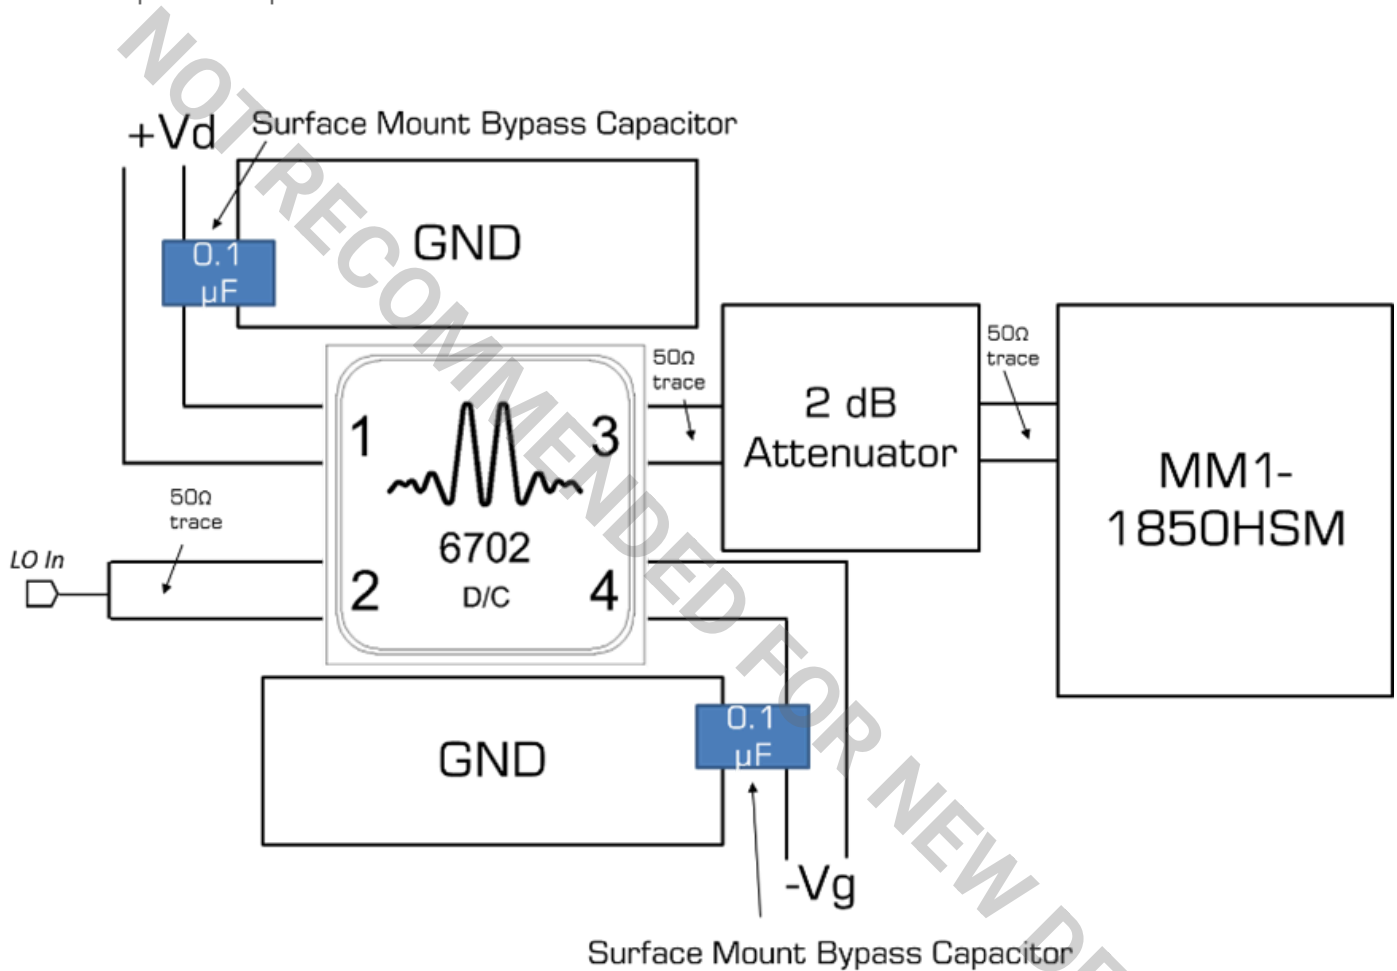 Surface Mount Bypass Capacitor
+Vd
GND
0.1
µF
50Ω
trace
50Ω
trace
2 dB
Attenuator
MM1-
1850HSM
1
3
6702
D/C
2
4
50Ω
trace
LO In
GND
0.1
µF
-Vg
Surface Mount Bypass Capacitor
NOT RECOMMENDED FOR NEW DE